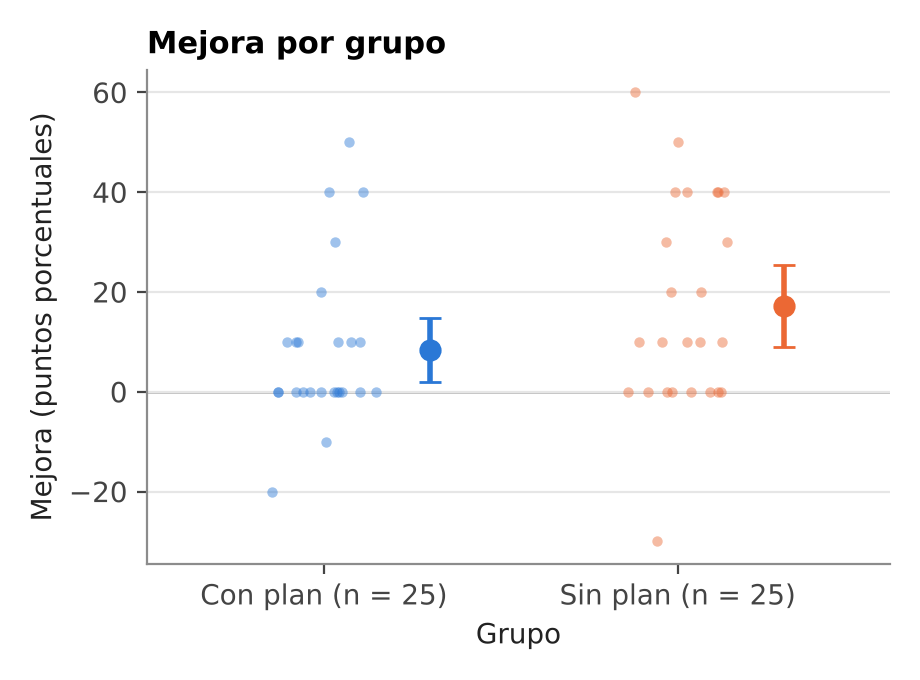 Mejora por grupo
Mejora (puntos porcentuales)
60
40
20
0
−20
Con plan (n = 25)
Sin plan (n = 25)
Grupo